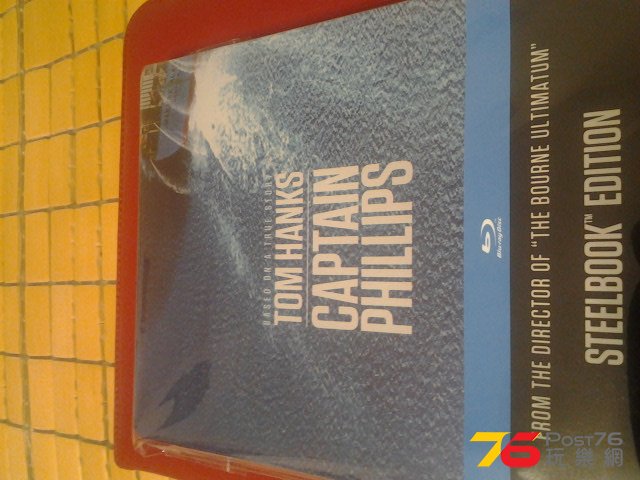 BASED ON A TRUE STORY
TOM HANKS
CAPTAIN
PHILLIPS
Blu-ray Disc
FROM THE DIRECTOR OF "THE BOURNE ULTIMATUM"
STEELBOOK™ EDITION
76 POST76
玩樂網